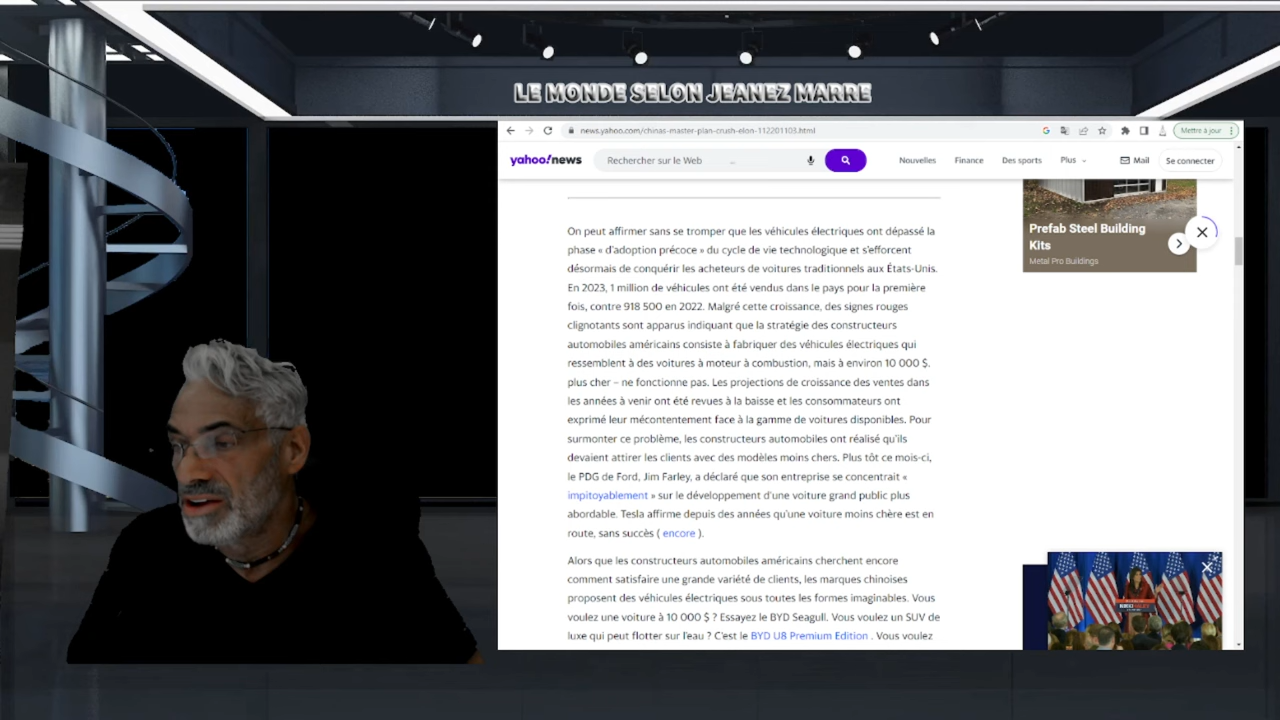 LE MONDE SELON JEANEZ MARRE
news.yahoo.com/chinas-master-plan-crush-elon-112201103.html
Mettre à jour
yahoo!news
Rechercher sur le Web
Nouvelles
Finance
Des sports
Plus
Mail
Se connecter
Prefab Steel Building
Kits
Metal Pro Buildings
On peut affirmer sans se tromper que les véhicules électriques ont dépassé la
phase « d'adoption précoce » du cycle de vie technologique et s'efforcent
désormais de conquérir les acheteurs de voitures traditionnels aux États-Unis.
En 2023, 1 million de véhicules ont été vendus dans le pays pour la première
fois, contre 918 500 en 2022. Malgré cette croissance, des signes rouges
clignotants sont apparus indiquant que la stratégie des constructeurs
automobiles américains consiste à fabriquer des véhicules électriques qui
ressemblent à des voitures à moteur à combustion, mais à environ 10 000 $.
plus cher – ne fonctionne pas. Les projections de croissance des ventes dans
les années à venir ont été revues à la baisse et les consommateurs ont
exprimé leur mécontentement face à la gamme de voitures disponibles. Pour
surmonter ce problème, les constructeurs automobiles ont réalisé qu'ils
devaient attirer les clients avec des modèles moins chers. Plus tôt ce mois-ci,
le PDG de Ford, Jim Farley, a déclaré que son entreprise se concentrait «
impitoyablement » sur le développement d'une voiture grand public plus
abordable. Tesla affirme depuis des années qu'une voiture moins chère est en
route, sans succès ( encore ).
Alors que les constructeurs automobiles américains cherchent encore
comment satisfaire une grande variété de clients, les marques chinoises
proposent des véhicules électriques sous toutes les formes imaginables. Vous
voulez une voiture à 10 000 $ ? Essayez le BYD Seagull. Vous voulez un SUV de
luxe qui peut flotter sur l'eau ? C'est le BYD U8 Premium Edition . Vous voulez